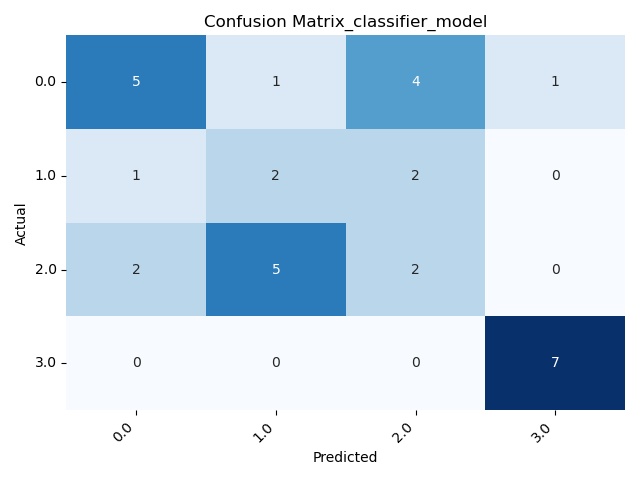 Confusion Matrix_classifier_model
0.0 5 1 4 1
1.0 1 2 2 0
Actual
2.0 2 5 2 0
3.0 0 0 0 7
0.0 1.0 2.0 3.0
Predicted